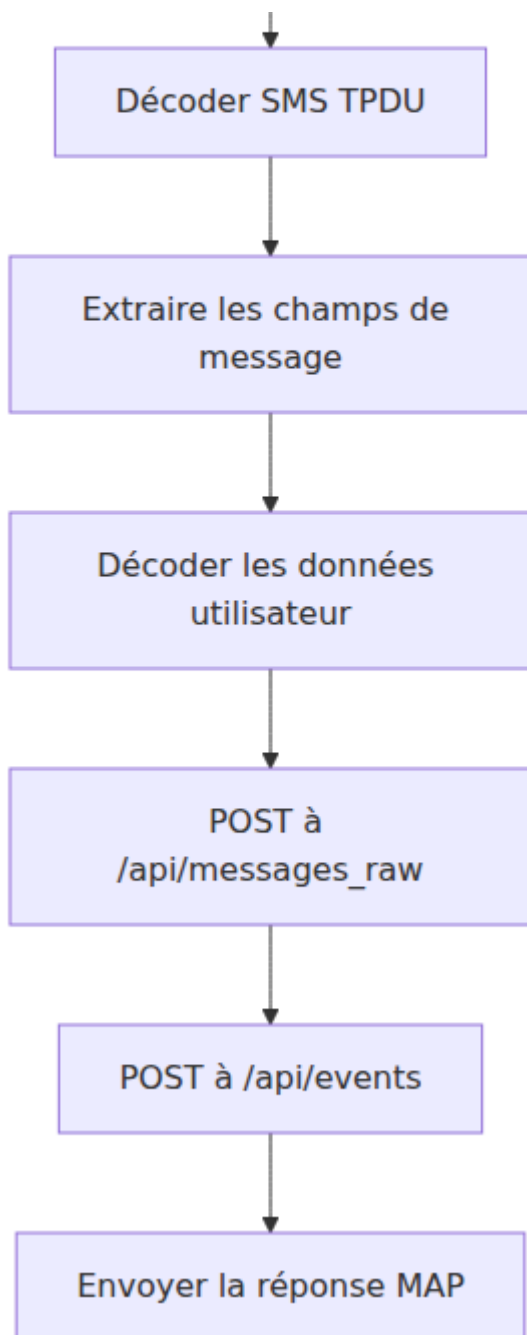 Décoder SMS TPDU
Extraire les champs de
message
Décoder les données
utilisateur
POST à
/api/messages_raw
POST à /api/events
Envoyer la réponse MAP